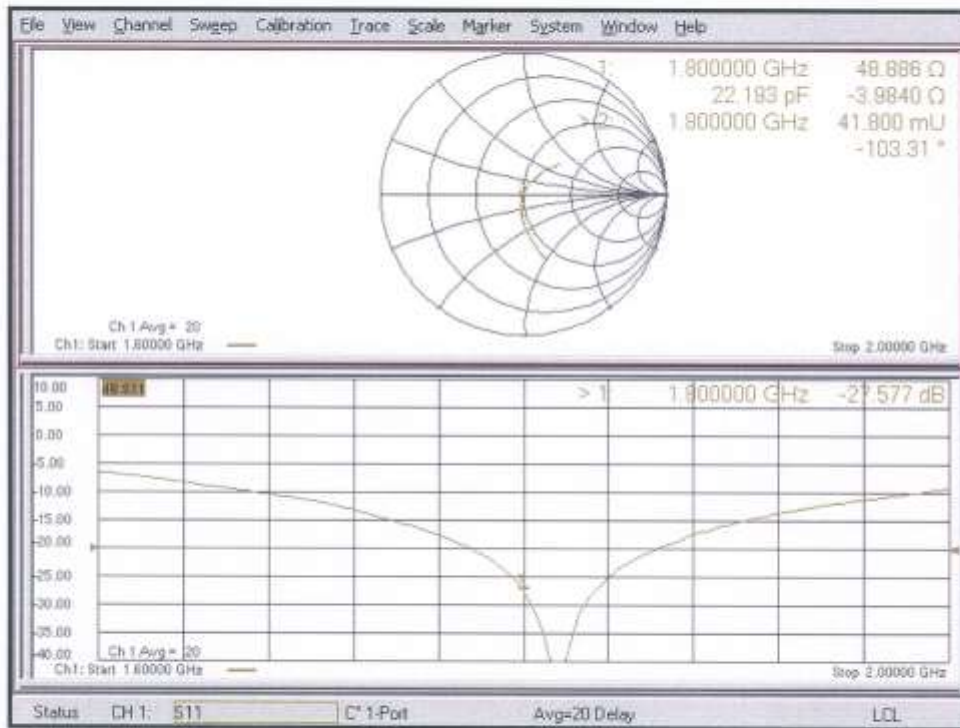 File View Channel Sweep Calibration Trace Scale Marker System Window Help
1: 1.800000 GHz 48.886 Ω
22.193 pF -3.9840 Ω
> 2: 1.800000 GHz 41.800 mU
-103.31 °
Ch 1 Avg = 20
Ch1: Start 1.60000 GHz
Stop 2.00000 GHz
10.00
> 1: 1.800000 GHz -27.577 dB
5.00
0.00
-5.00
-10.00
-15.00
-20.00
-25.00
-30.00
-35.00
-40.00
Ch 1 Avg = 20
Ch1: Start 1.60000 GHz
Stop 2.00000 GHz
Status CH 1: S11 C* 1-Port Avg=20 Delay LCL